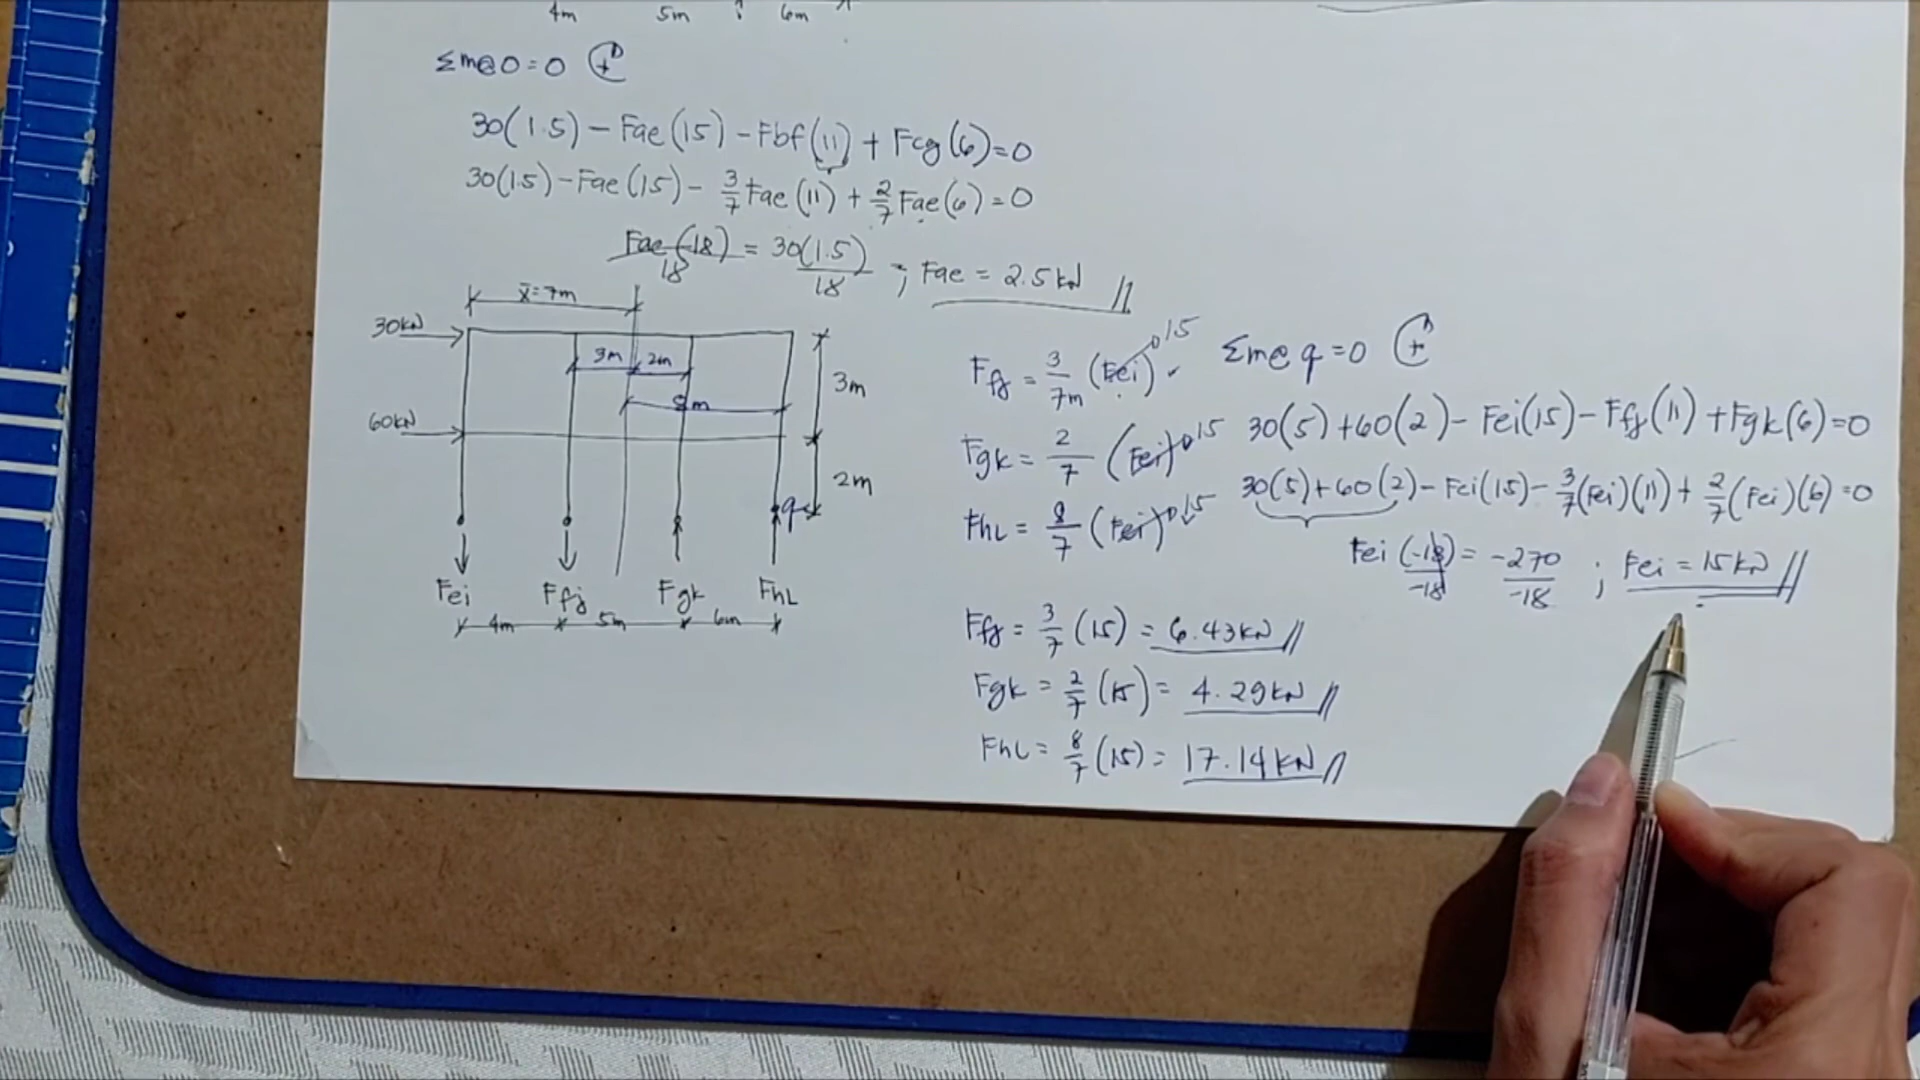 4m 5m 6m
Σm@O=0 +
30(1.5) - Fae(15) - Fbf(11) + Fcg(6)=0
30(1.5) - Fae(15) - 3/7 Fae(11) + 2/7 Fae(6)=0
Fae(18)/18 = 30(1.5)/18 ; Fae = 2.5kN
x̄=7m
30kN
3m 2m
8m
3m
60kN
2m
q
Fei Ffj Fgk FhL
4m 5m 6m
Ffj = 3/7m (Fei) 15
Fgk = 2/7 (Fei) 15
FhL = 8/7 (Fei) 15
Ffj = 3/7 (15) = 6.43kN
Fgk = 2/7 (15) = 4.29kN
FhL = 8/7 (15) = 17.14kN
Σm@q=0 +
30(5)+60(2) - Fei(15) - Ffj(11) + Fgk(6)=0
30(5)+60(2) - Fei(15) - 3/7(Fei)(11) + 2/7(Fei)(6)=0
Fei(-18)/-18 = -270/-18 ; Fei = 15kN